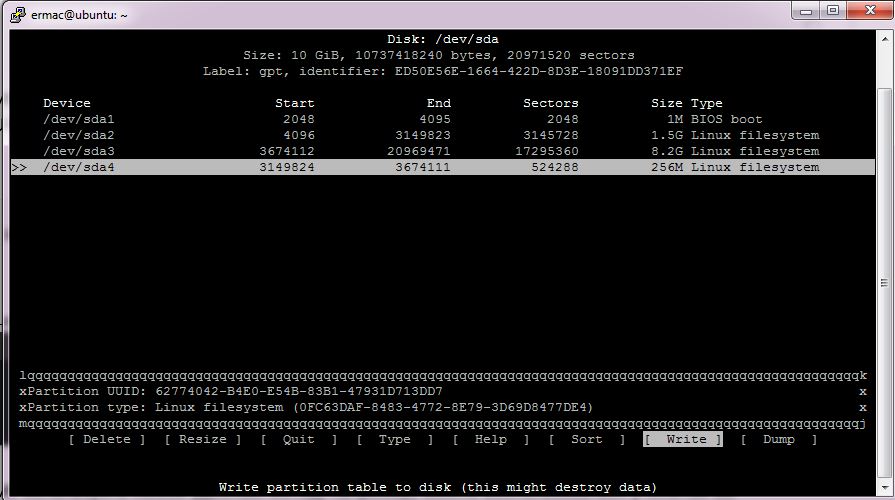 ermac@ubuntu: ~
Disk: /dev/sda
Size: 10 GiB, 10737418240 bytes, 20971520 sectors
Label: gpt, identifier: ED50E56E-1664-422D-8D3E-18091DD371EF
Device Start End Sectors Size Type
/dev/sda1 2048 4095 2048 1M BIOS boot
/dev/sda2 4096 3149823 3145728 1.5G Linux filesystem
/dev/sda3 3674112 20969471 17295360 8.2G Linux filesystem
>> /dev/sda4 3149824 3674111 524288 256M Linux filesystem
lqqqqqqqqqqqqqqqqqqqqqqqqqqqqqqqqqqqqqqqqqqqqqqqqqqqqqqqqqqqqqqqqqqqqqqqqqqqqqqqqqqqqqqqqqqqqqqqqqqqqqqqk
xPartition UUID: 62774042-B4E0-E54B-83B1-47931D713DD7 x
xPartition type: Linux filesystem (0FC63DAF-8483-4772-8E79-3D69D8477DE4) x
mqqqqqqqqqqqqqqqqqqqqqqqqqqqqqqqqqqqqqqqqqqqqqqqqqqqqqqqqqqqqqqqqqqqqqqqqqqqqqqqqqqqqqqqqqqqqqqqqqqqqqqqj
[ Delete ] [ Resize ] [ Quit ] [ Type ] [ Help ] [ Sort ] [ Write ] [ Dump ]
Write partition table to disk (this might destroy data)